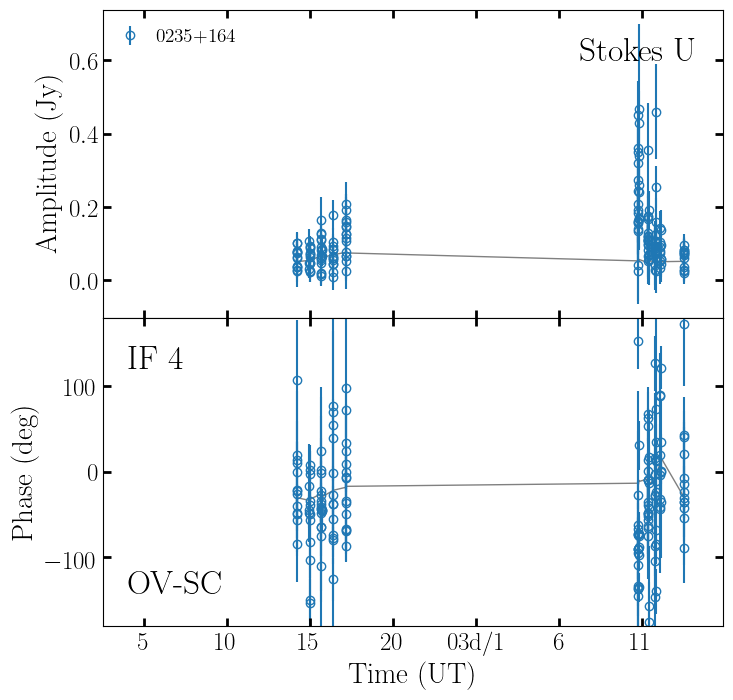 0235+164
Stokes U
Amplitude (Jy)
0.6
0.4
0.2
0.0
IF 4
Phase (deg)
100
0
−100
OV-SC
5
10
15
20
03d/1
6
11
Time (UT)